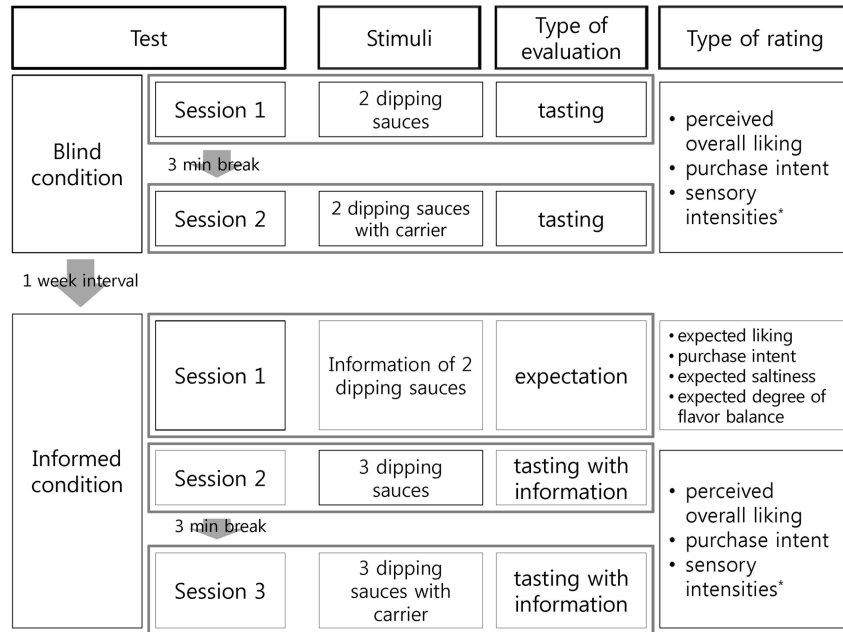 Test
Stimuli
Type of
evaluation
Type of rating
Blind
condition
Session 1
2 dipping
sauces
tasting
3 min break
Session 2
2 dipping sauces
with carrier
tasting
• perceived
overall liking
• purchase intent
• sensory
intensities*
1 week interval
Informed
condition
Session 1
Information of 2
dipping sauces
expectation
• expected liking
• purchase intent
• expected saltiness
• expected degree of
flavor balance
Session 2
3 dipping
sauces
tasting with
information
3 min break
Session 3
3 dipping
sauces with
carrier
tasting with
information
• perceived
overall liking
• purchase intent
• sensory
intensities*